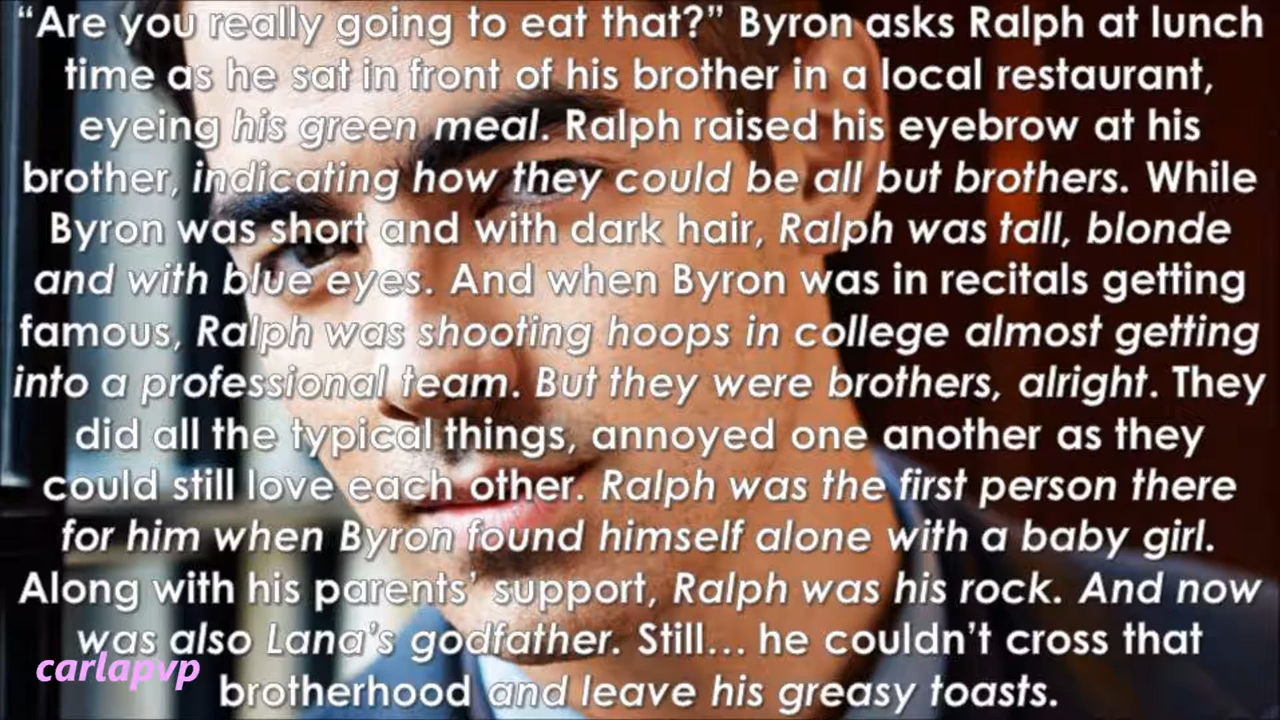 “Are you really going to eat that?” Byron asks Ralph at lunch
time as he sat in front of his brother in a local restaurant,
eyeing his green meal. Ralph raised his eyebrow at his
brother, indicating how they could be all but brothers. While
Byron was short and with dark hair, Ralph was tall, blonde
and with blue eyes. And when Byron was in recitals getting
famous, Ralph was shooting hoops in college almost getting
into a professional team. But they were brothers, alright. They
did all the typical things, annoyed one another as they
could still love each other. Ralph was the first person there
for him when Byron found himself alone with a baby girl.
Along with his parents’ support, Ralph was his rock. And now
was also Lana’s godfather. Still... he couldn’t cross that
brotherhood and leave his greasy toasts.
carlapvp